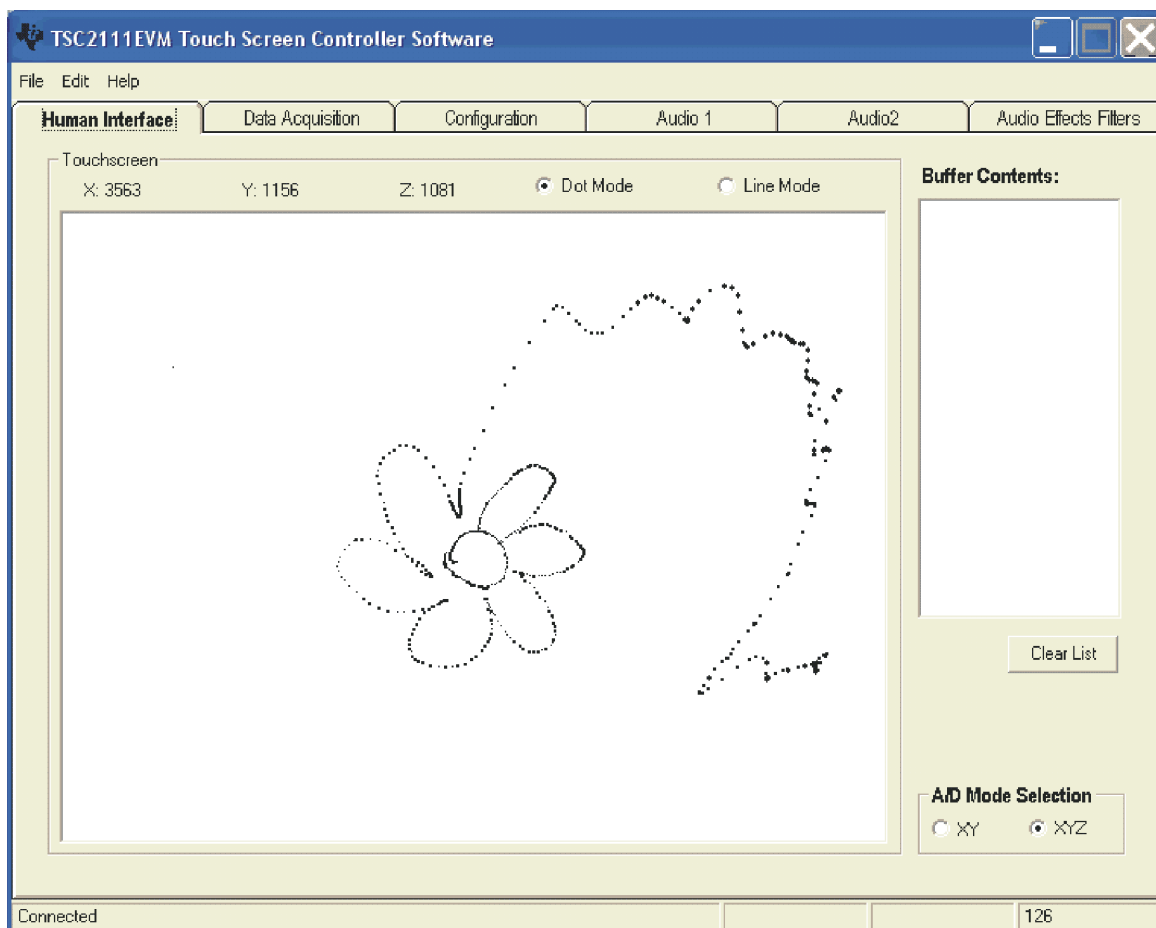 TSC2111EVM Touch Screen Controller Software
File Edit Help
Human Interface Data Acquisition Configuration Audio 1 Audio2 Audio Effects Filters
Touchscreen
X: 3563 Y: 1156 Z: 1081 Dot Mode Line Mode
Buffer Contents:
Clear List
A/D Mode Selection
XY XYZ
Connected 126